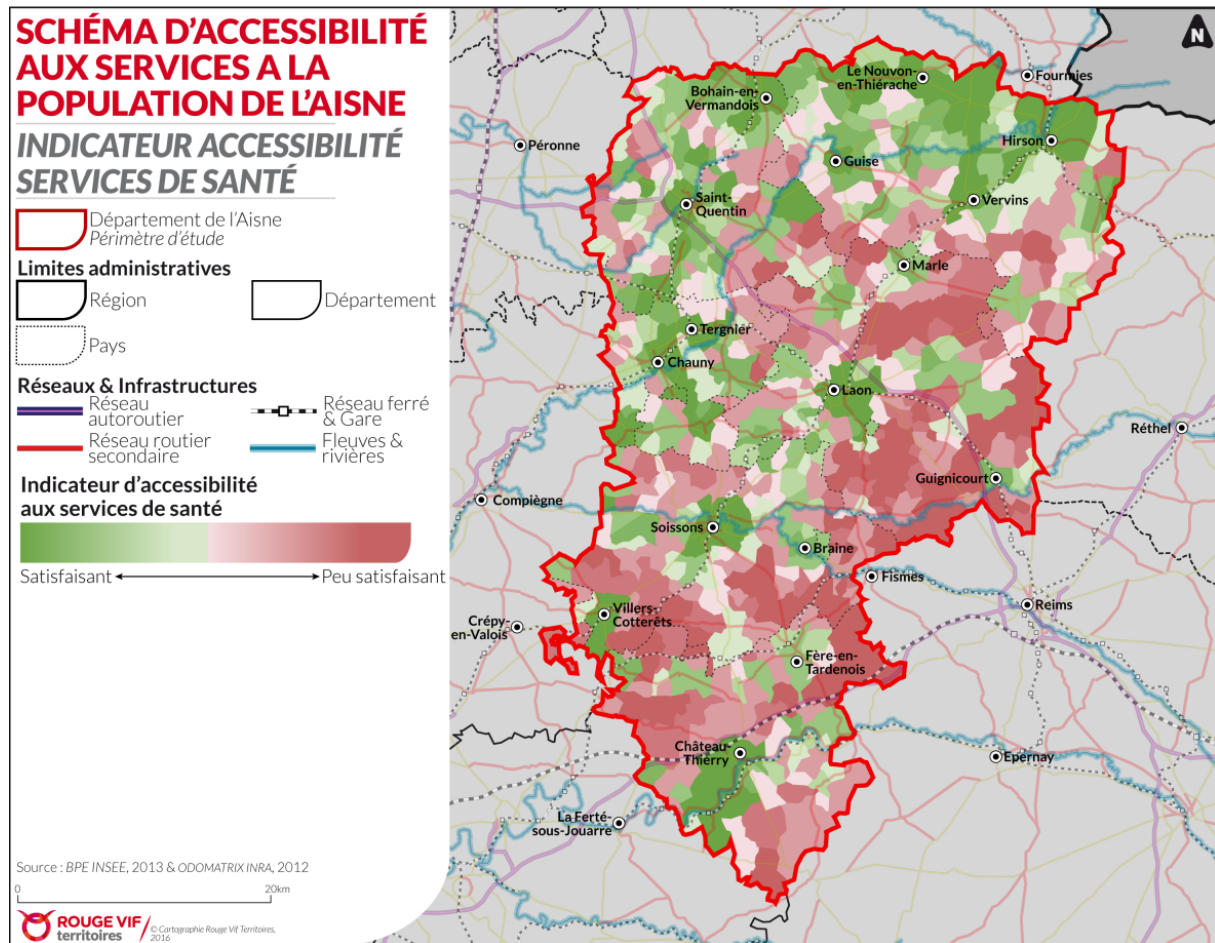 SCHÉMA D'ACCESSIBILITÉ
AUX SERVICES A LA
POPULATION DE L'AISNE
INDICATEUR ACCESSIBILITÉ
SERVICES DE SANTÉ
Département de l'Aisne
Périmètre d'étude
Limites administratives
Région
Département
Pays
Réseaux & Infrastructures
Réseau
autoroutier
Réseau ferré
& Gare
Réseau routier
secondaire
Fleuves &
rivières
Indicateur d'accessibilité
aux services de santé
Satisfaisant
Peu satisfaisant
Source : BPE INSEE, 2013 & ODOMATRIX INRA, 2012
0
20km
ROUGE VIF
territoires
© Cartographie Rouge Vif Territoires,
2016
N
Le Nouvon-
en-Thiérache
Fourmies
Bohain-en-
Vermandois
Péronne
Hirson
Guise
Saint-
Quentin
Vervins
Marle
Tergnier
Chauny
Laon
Réthel
Guignicourt
Compiègne
Soissons
Braine
Fismes
Reims
Villers-
Cotterêts
Crépy-
en-Valois
Fère-en-
Tardenois
Château-
Thierry
Epernay
La Ferté-
sous-Jouarre